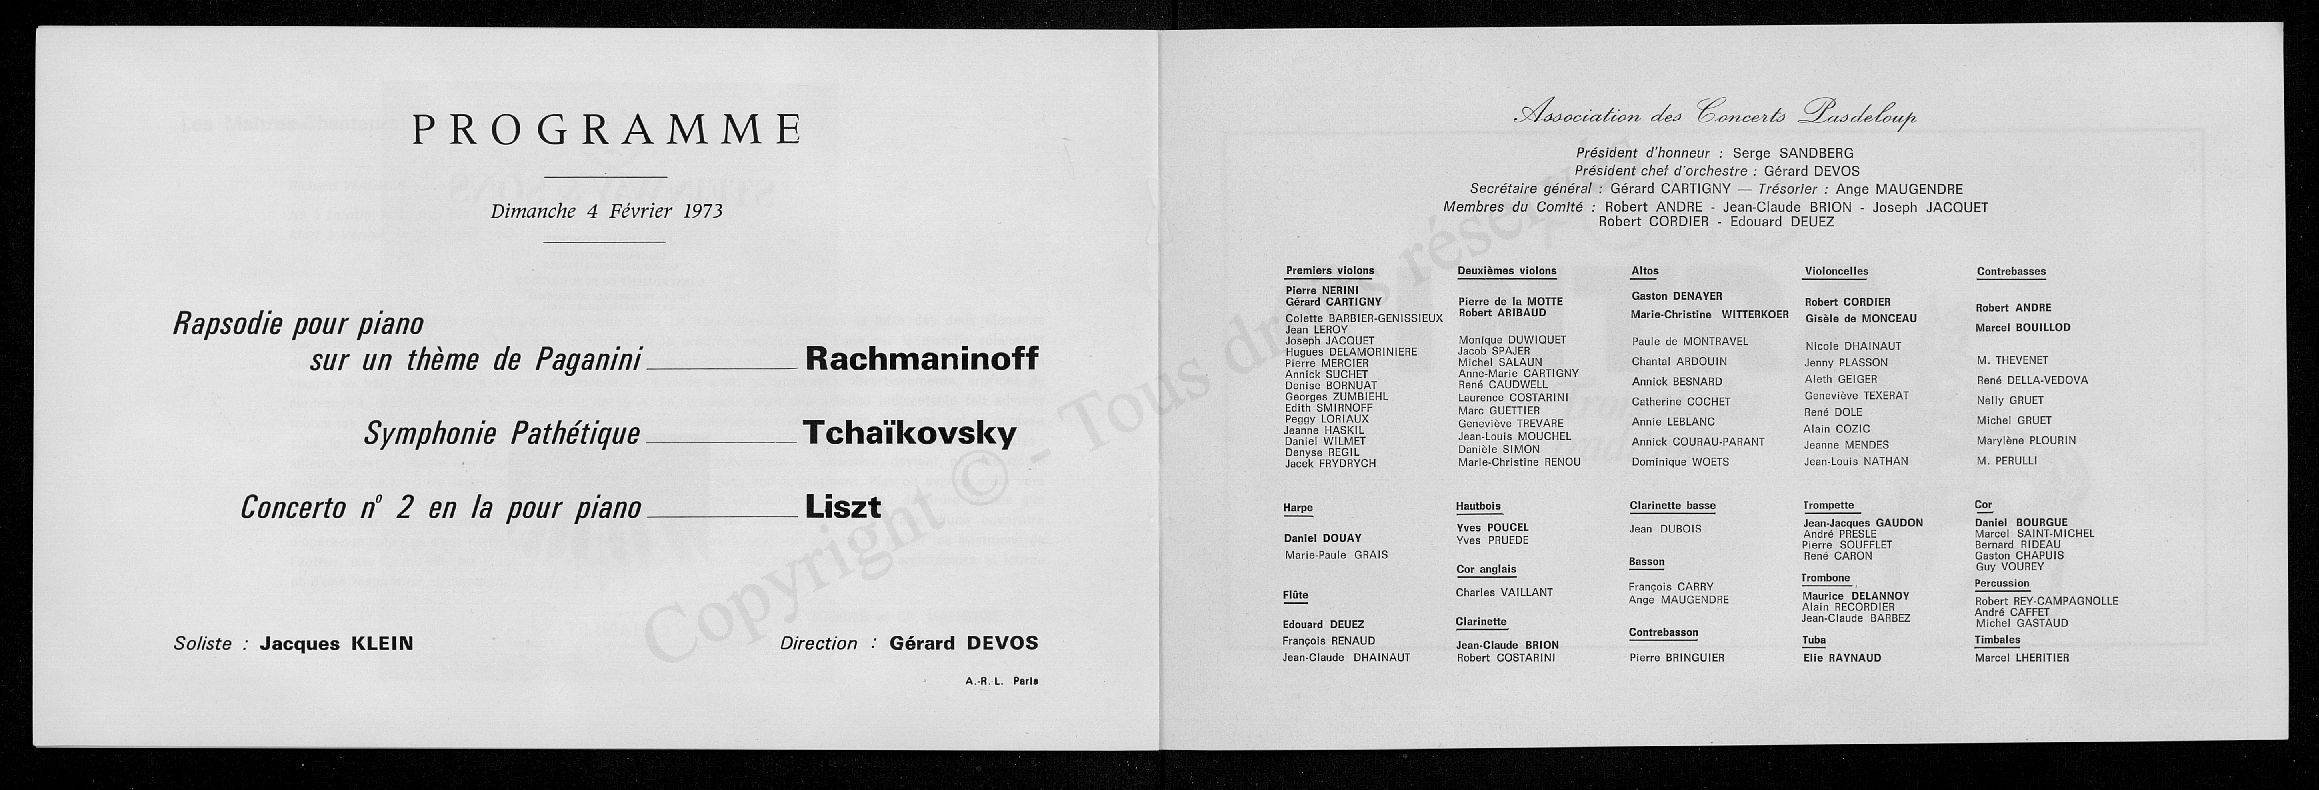 PROGRAMME
Dimanche 4 Février 1973
Rapsodie pour piano
sur un thème de Paganini Rachmaninoff
Symphonie Pathétique Tchaïkovsky
Concerto nº 2 en la pour piano Liszt
Soliste : Jacques KLEIN Direction : Gérard DEVOS
A.-R.-L. Paris
Association des Concerts Pasdeloup
Président d'honneur : Serge SANDBERG
Président chef d'orchestre : Gérard DEVOS
Secrétaire général : Gérard CARTIGNY — Trésorier : Ange MAUGENDRE
Membres du Comité : Robert ANDRE - Jean-Claude BRION - Joseph JACQUET
Robert CORDIER - Edouard DEUEZ
Premiers violons
Pierre NERINI
Gérard CARTIGNY
Colette BARBIER-GENISSIEUX
Jean LEROY
Joseph JACQUET
Hugues DELAMORINIERE
Pierre MERCIER
Annick SUCHET
Denise BORNUAT
Georges ZUMBIEHL
Edith SMIRNOFF
Peggy LORIAUX
Jeanne HASKIL
Daniel WILMET
Denyse REGIL
Jacek FRYDRYCH
Deuxièmes violons
Pierre de la MOTTE
Robert ARIBAUD
Monique DUWIQUET
Jacob SPAJER
Michel SALAUN
Anne-Marie CARTIGNY
René CAUDWELL
Laurence COSTARINI
Marc GUETTIER
Geneviève TREVARE
Jean-Louis MOUCHEL
Danièle SIMON
Marie-Christine RENOU
Altos
Gaston DENAYER
Marie-Christine WITTERKOER
Paule de MONTRAVEL
Chantal ARDOUIN
Annick BESNARD
Catherine COCHET
Annie LEBLANC
Annick COURAU-PARANT
Dominique WOETS
Violoncelles
Robert CORDIER
Gisèle de MONCEAU
Nicole DHAINAUT
Jenny PLASSON
Aleth GEIGER
Geneviève TEXERAT
René DOLE
Alain COZIC
Jeanne MENDES
Jean-Louis NATHAN
Contrebasses
Robert ANDRE
Marcel BOUILLOD
M. THEVENET
René DELLA-VEDOVA
Nelly GRUET
Michel GRUET
Marylène PLOURIN
M. PERULLI
Harpe
Daniel DOUAY
Marie-Paule GRAIS
Flûte
Edouard DEUEZ
François RENAUD
Jean-Claude DHAINAUT
Hautbois
Yves POUCEL
Yves PRUEDE
Cor anglais
Charles VAILLANT
Clarinette
Jean-Claude BRION
Robert COSTARINI
Clarinette basse
Jean DUBOIS
Basson
François CARRY
Ange MAUGENDRE
Contrebasson
Pierre BRINGUIER
Trompette
Jean-Jacques GAUDON
André PRESLE
Pierre SOUFFLET
René CARON
Trombone
Maurice DELANNOY
Alain RECORDIER
Jean-Claude BARBEZ
Tuba
Elie RAYNAUD
Cor
Daniel BOURGUE
Marcel SAINT-MICHEL
Bernard RIDEAU
Gaston CHAPUIS
Guy VOUREY
Percussion
Robert REY-CAMPAGNOLLE
André CAFFET
Michel GASTAUD
Timbales
Marcel LHERITIER
Copyright © - Tous droits réservés